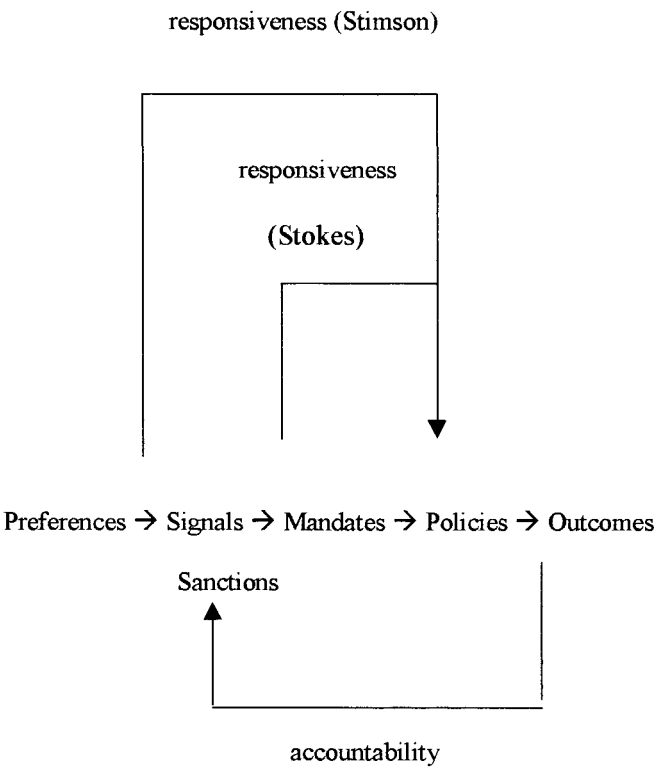 responsiveness (Stimson)
responsiveness
(Stokes)
Preferences → Signals → Mandates → Policies → Outcomes
Sanctions
accountability